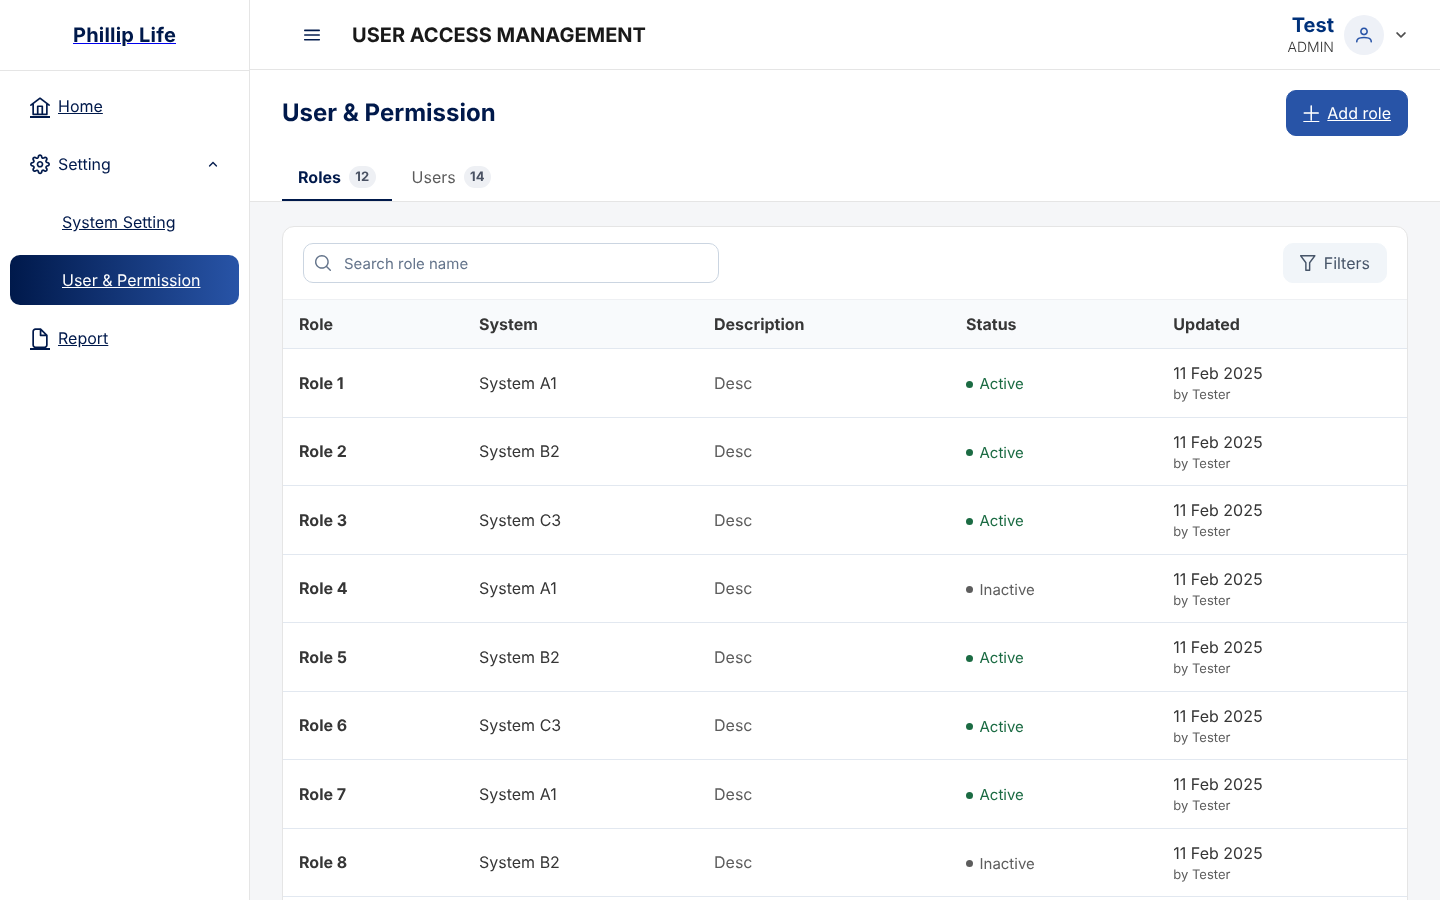 Phillip Life
USER ACCESS MANAGEMENT
Test
ADMIN
Home
Setting
System Setting
User & Permission
Report
User & Permission
Add role
Roles 12
Users 14
Search role name
Filters
Role System Description Status Updated
Role 1 System A1 Desc Active 11 Feb 2025
by Tester
Role 2 System B2 Desc Active 11 Feb 2025
by Tester
Role 3 System C3 Desc Active 11 Feb 2025
by Tester
Role 4 System A1 Desc Inactive 11 Feb 2025
by Tester
Role 5 System B2 Desc Active 11 Feb 2025
by Tester
Role 6 System C3 Desc Active 11 Feb 2025
by Tester
Role 7 System A1 Desc Active 11 Feb 2025
by Tester
Role 8 System B2 Desc Inactive 11 Feb 2025
by Tester